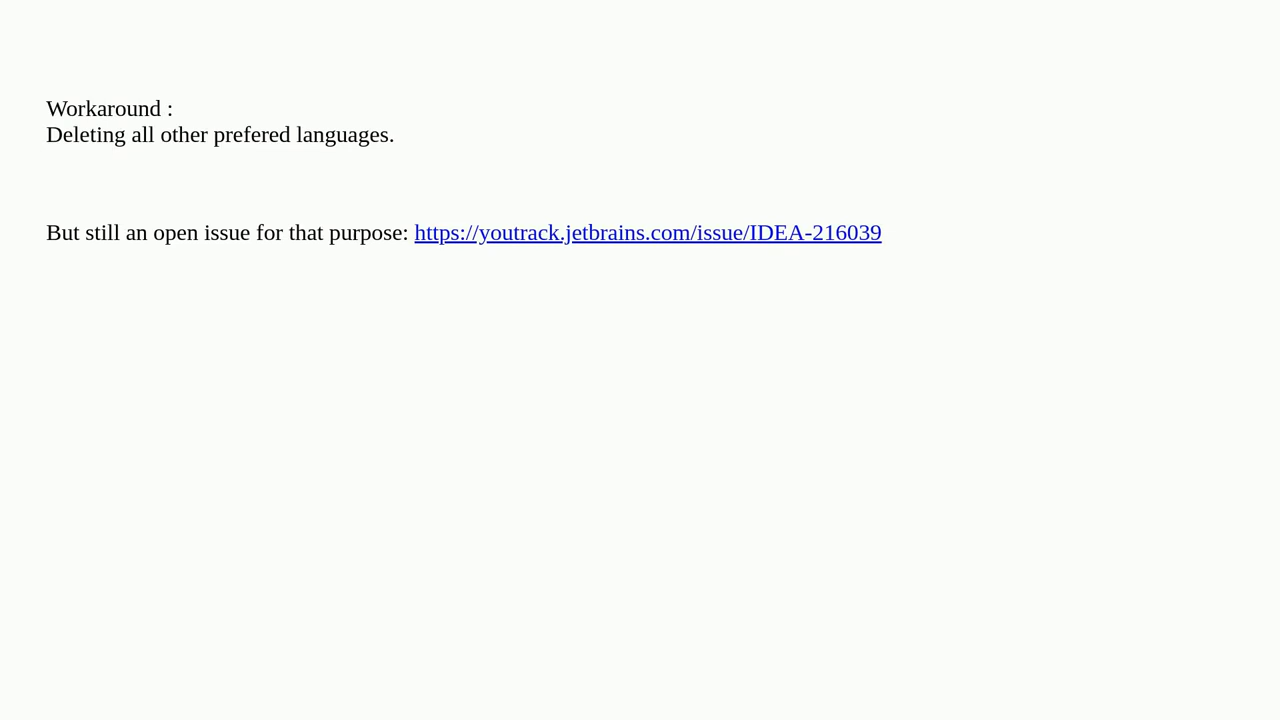 Workaround :
Deleting all other prefered languages.
But still an open issue for that purpose: https://youtrack.jetbrains.com/issue/IDEA-216039